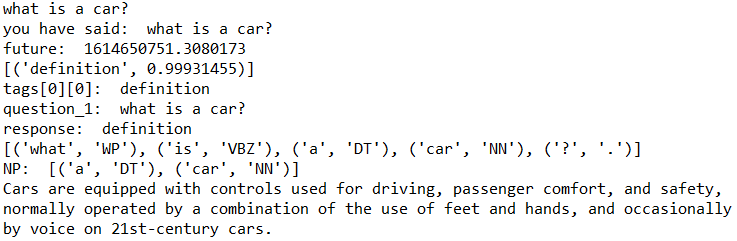 what is a car?
you have said:  what is a car?
future:  1614650751.3080173
[('definition', 0.99931455)]
tags[0][0]:  definition
question_1:  what is a car?
response:  definition
[('what', 'WP'), ('is', 'VBZ'), ('a', 'DT'), ('car', 'NN'), ('?', '.')]
NP:  [('a', 'DT'), ('car', 'NN')]
Cars are equipped with controls used for driving, passenger comfort, and safety,
normally operated by a combination of the use of feet and hands, and occasionally
by voice on 21st-century cars.